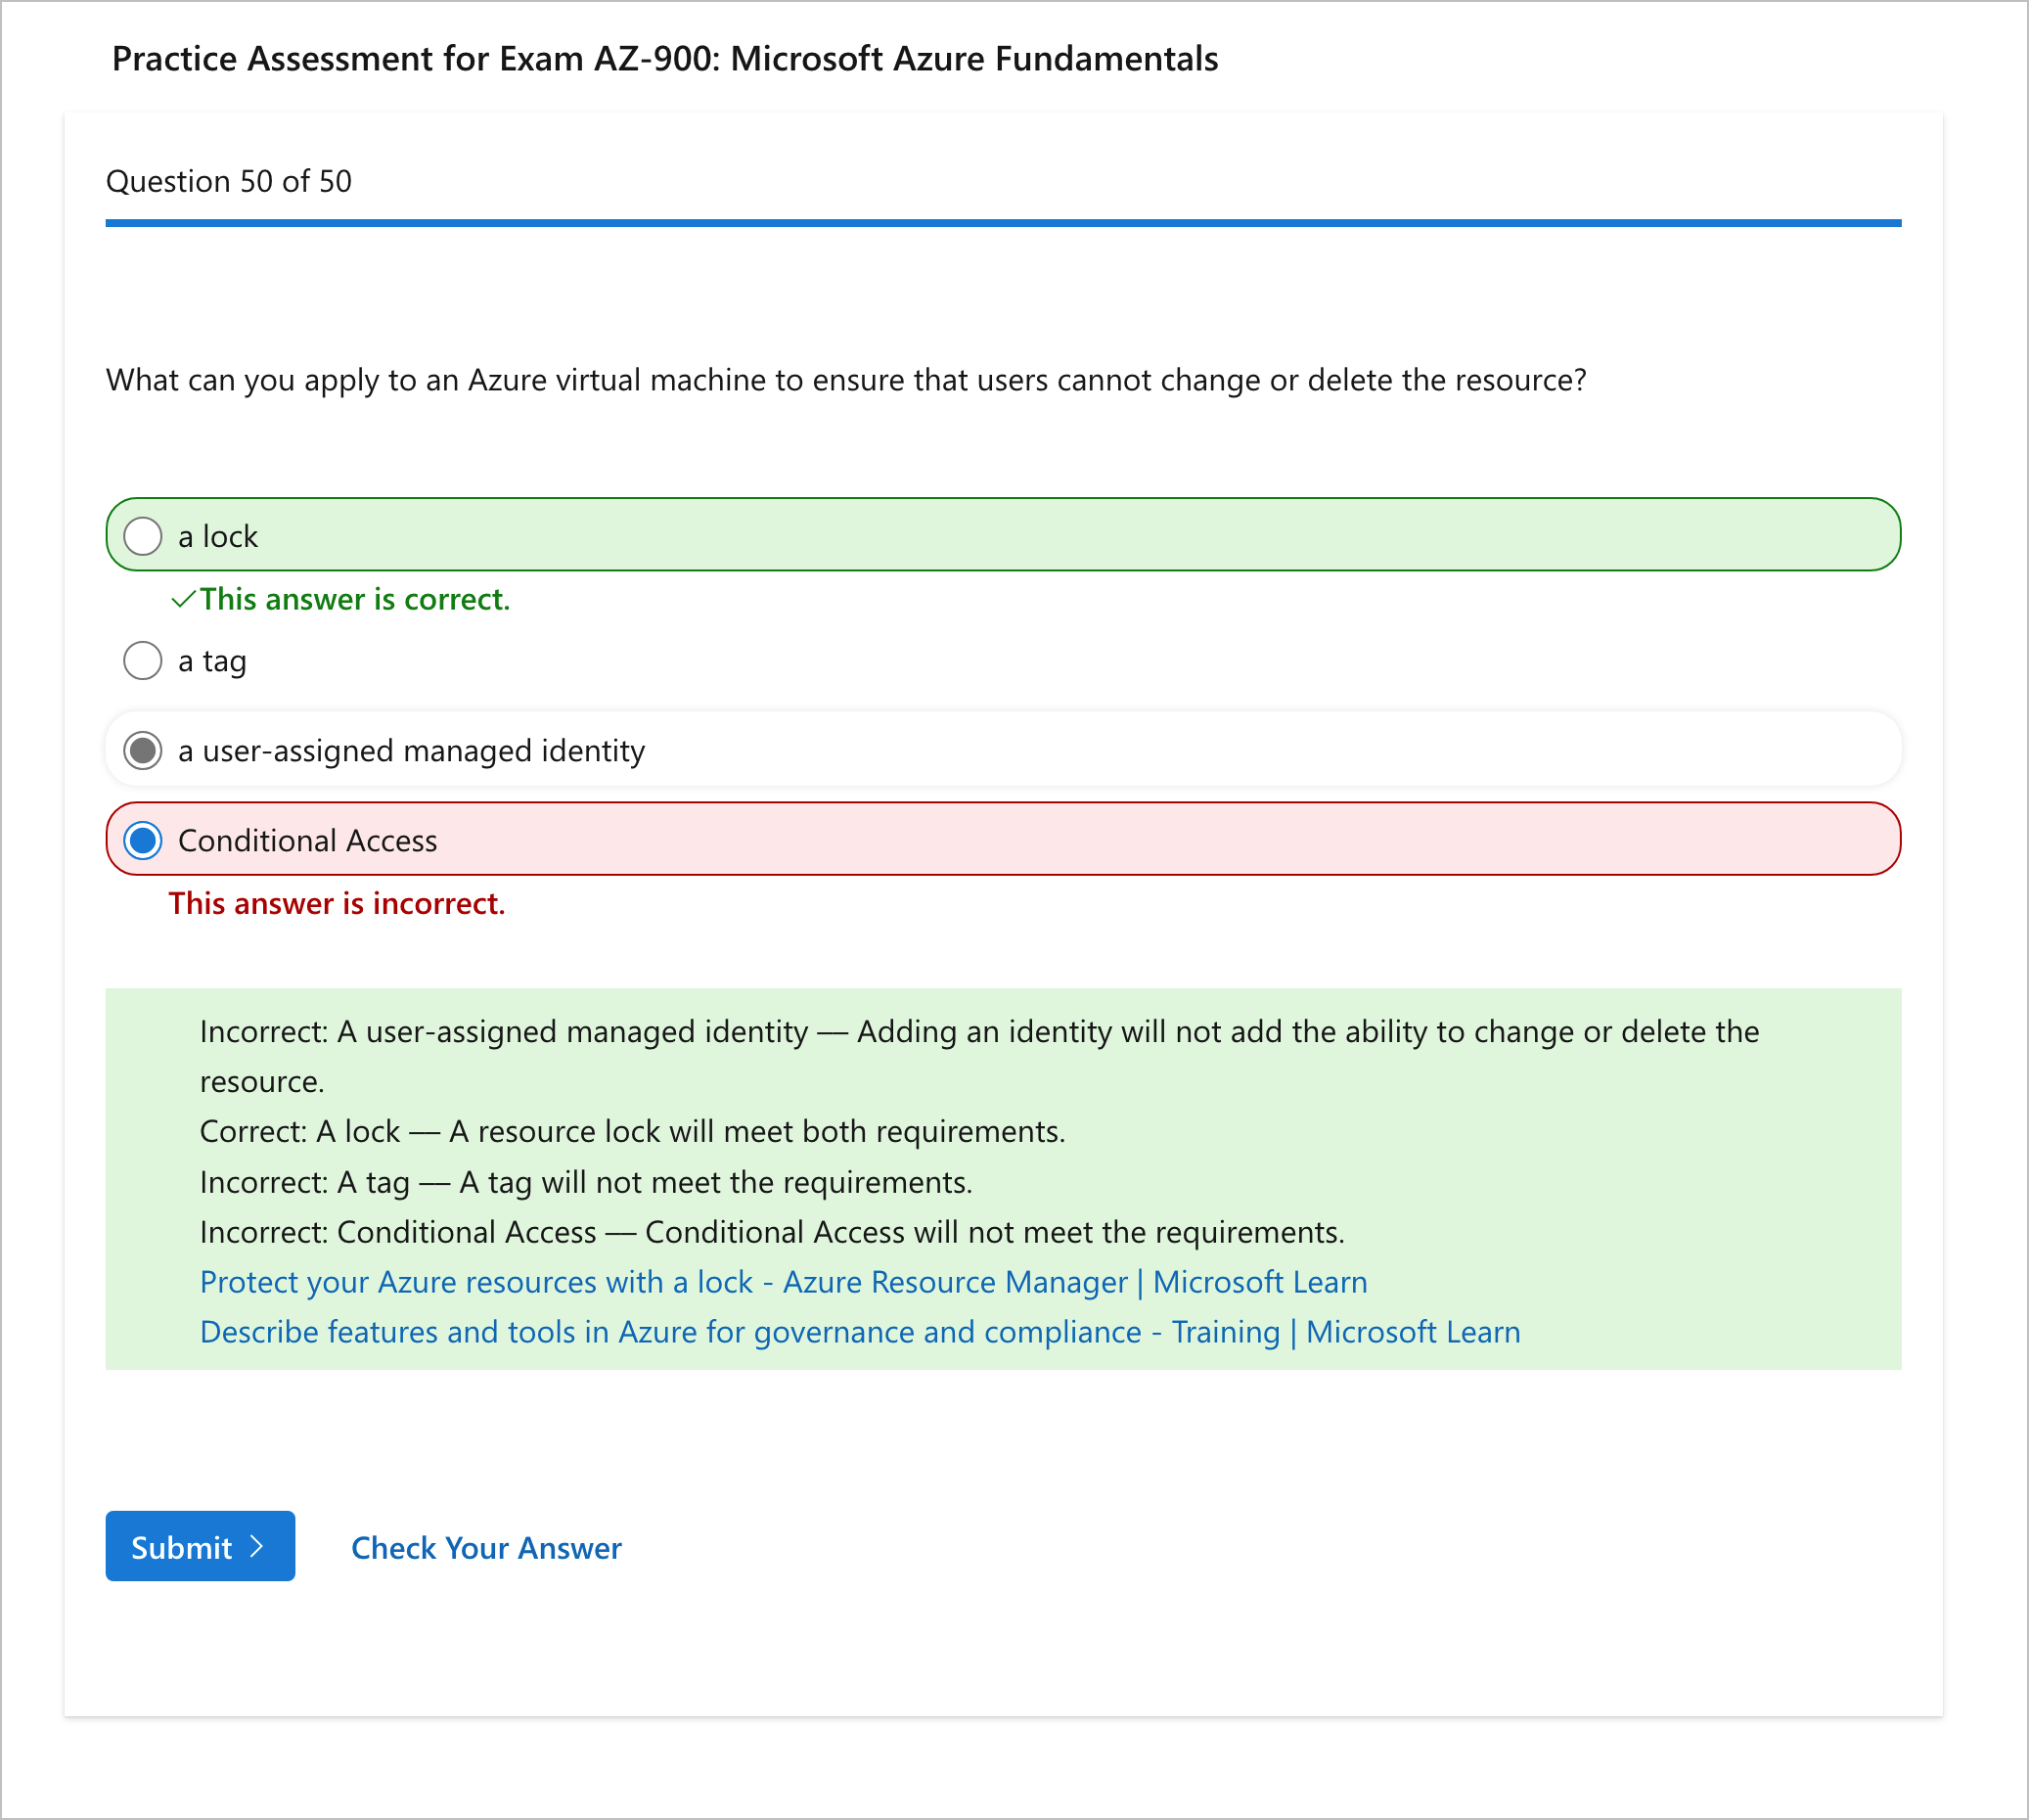 Practice Assessment for Exam AZ-900: Microsoft Azure Fundamentals
Question 50 of 50
What can you apply to an Azure virtual machine to ensure that users cannot change or delete the resource?
a lock
This answer is correct.
a tag
a user-assigned managed identity
Conditional Access
This answer is incorrect.
Incorrect: A user-assigned managed identity — Adding an identity will not add the ability to change or delete the
resource.
Correct: A lock — A resource lock will meet both requirements.
Incorrect: A tag — A tag will not meet the requirements.
Incorrect: Conditional Access — Conditional Access will not meet the requirements.
Protect your Azure resources with a lock - Azure Resource Manager | Microsoft Learn
Describe features and tools in Azure for governance and compliance - Training | Microsoft Learn
Submit
Check Your Answer